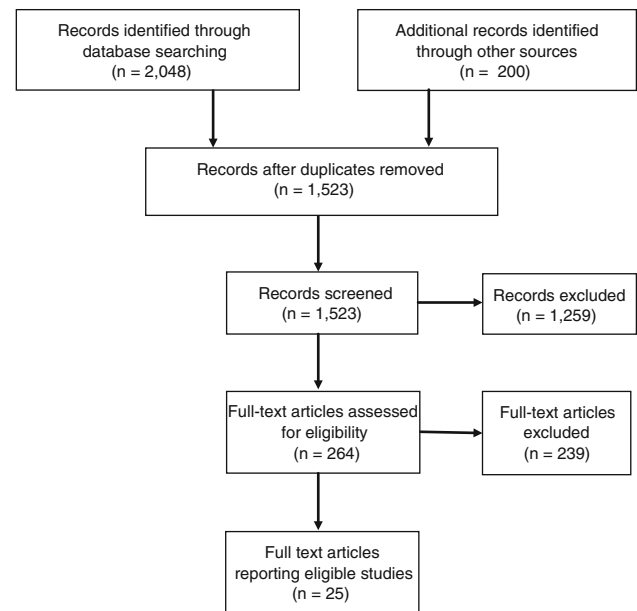 Records identified through
database searching
(n = 2,048)
Additional records identified
through other sources
(n = 200)
Records after duplicates removed
(n = 1,523)
Records screened
(n = 1,523)
Records excluded
(n = 1,259)
Full-text articles assessed
for eligibility
(n = 264)
Full-text articles
excluded
(n = 239)
Full text articles
reporting eligible studies
(n = 25)